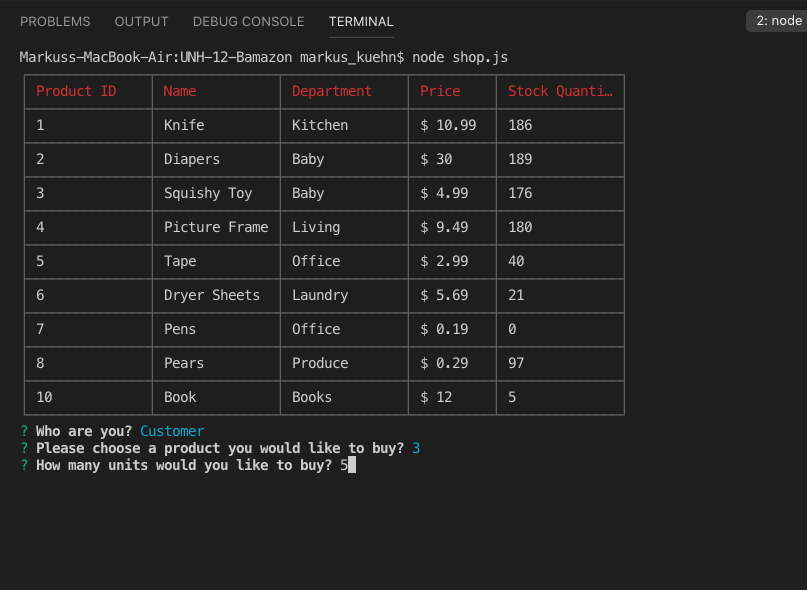 PROBLEMS OUTPUT DEBUG CONSOLE TERMINAL 2: node
Markuss-MacBook-Air:UNH-12-Bamazon markus_kuehn$ node shop.js
Product ID Name Department Price Stock Quanti…
1 Knife Kitchen $ 10.99 186
2 Diapers Baby $ 30 189
3 Squishy Toy Baby $ 4.99 176
4 Picture Frame Living $ 9.49 180
5 Tape Office $ 2.99 40
6 Dryer Sheets Laundry $ 5.69 21
7 Pens Office $ 0.19 0
8 Pears Produce $ 0.29 97
10 Book Books $ 12 5
? Who are you? Customer
? Please choose a product you would like to buy? 3
? How many units would you like to buy? 5